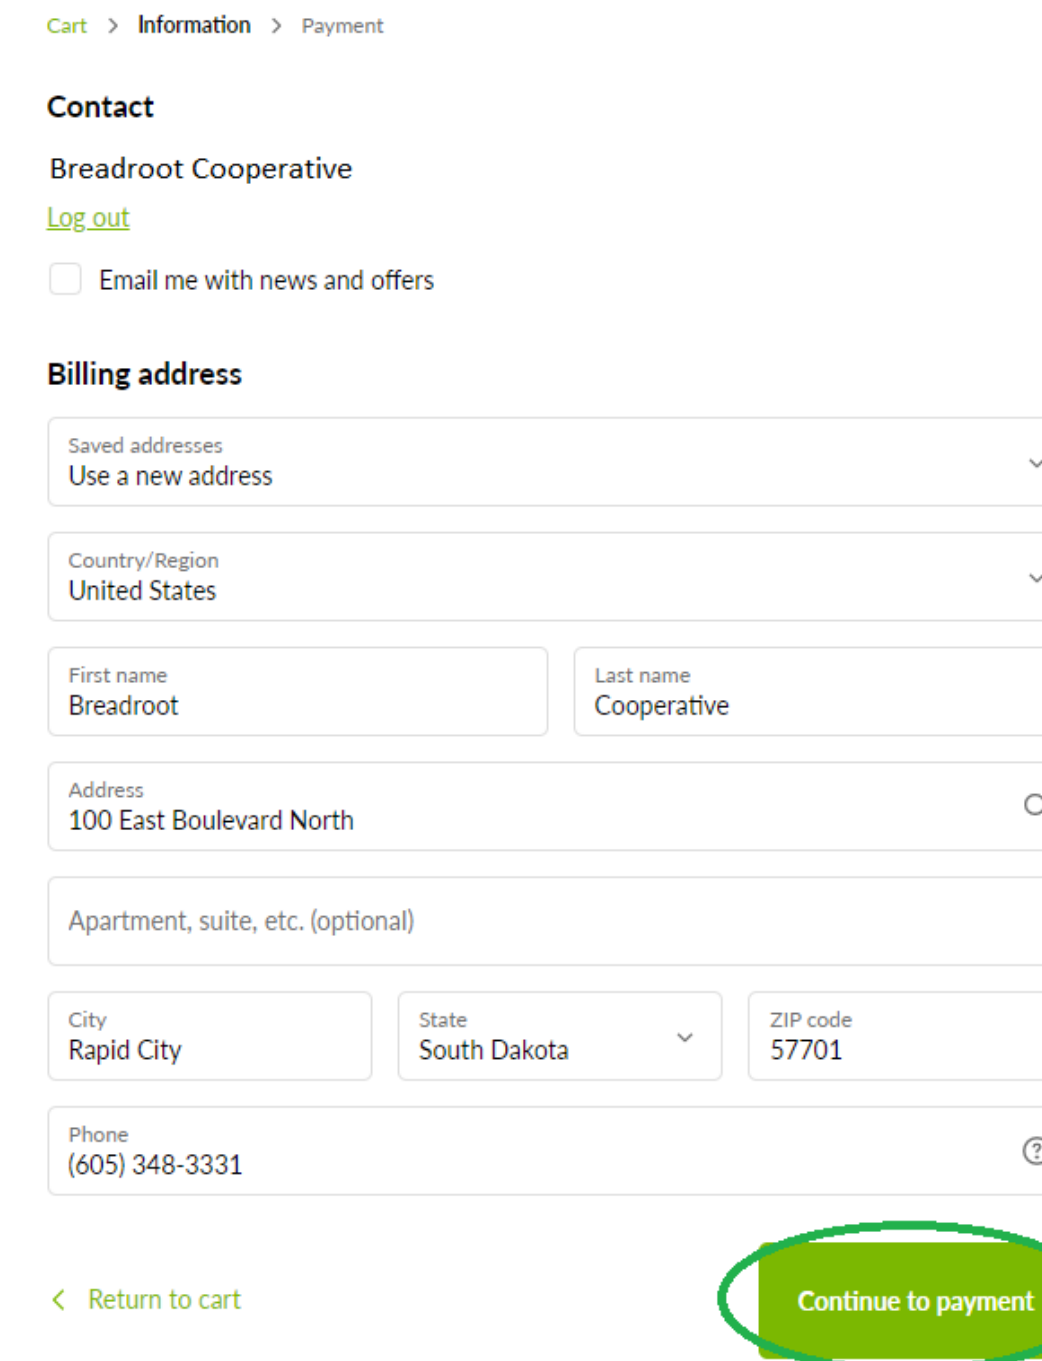 Cart > Information > Payment
Contact
Breadroot Cooperative
Log out
Email me with news and offers
Billing address
Saved addresses
Use a new address
Country/Region
United States
First name Last name
Breadroot Cooperative
Address
100 East Boulevard North
Apartment, suite, etc. (optional)
City State ZIP code
Rapid City South Dakota 57701
Phone
(605) 348-3331
< Return to cart Continue to payment